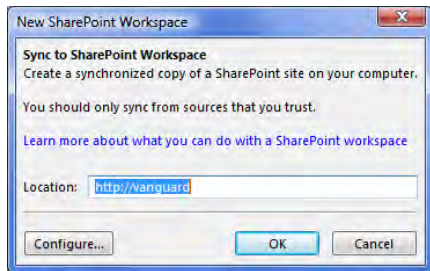 New SharePoint Workspace
Sync to SharePoint Workspace
Create a synchronized copy of a SharePoint site on your computer.
You should only sync from sources that you trust.
Learn more about what you can do with a SharePoint workspace
Location: http://vanguard
Configure... OK Cancel